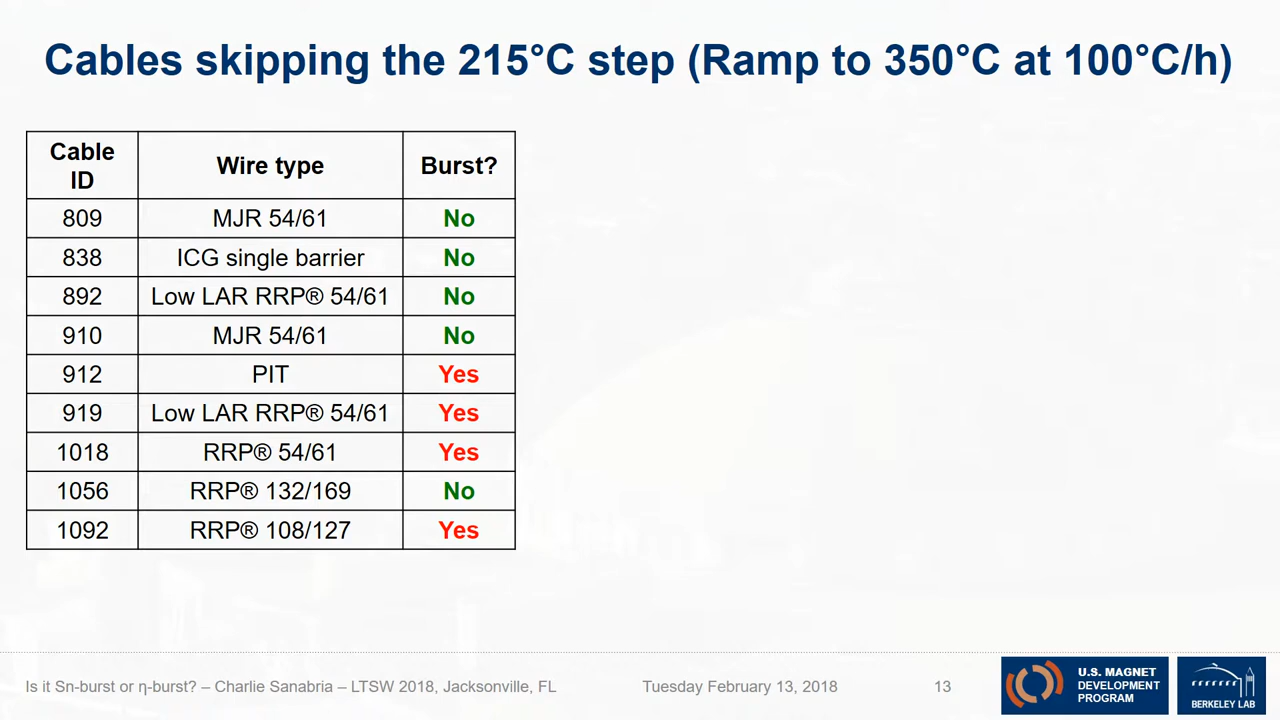 Cables skipping the 215°C step (Ramp to 350°C at 100°C/h)
Cable ID Wire type Burst?
809 MJR 54/61 No
838 ICG single barrier No
892 Low LAR RRP® 54/61 No
910 MJR 54/61 No
912 PIT Yes
919 Low LAR RRP® 54/61 Yes
1018 RRP® 54/61 Yes
1056 RRP® 132/169 No
1092 RRP® 108/127 Yes
Is it Sn-burst or η-burst? – Charlie Sanabria – LTSW 2018, Jacksonville, FL Tuesday February 13, 2018 13
U.S. MAGNET
DEVELOPMENT
PROGRAM
BERKELEY LAB